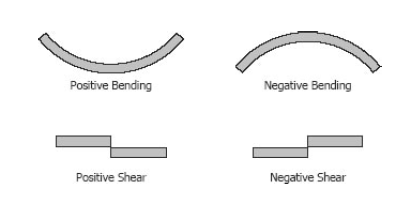 Positive Bending
Negative Bending
Positive Shear
Negative Shear